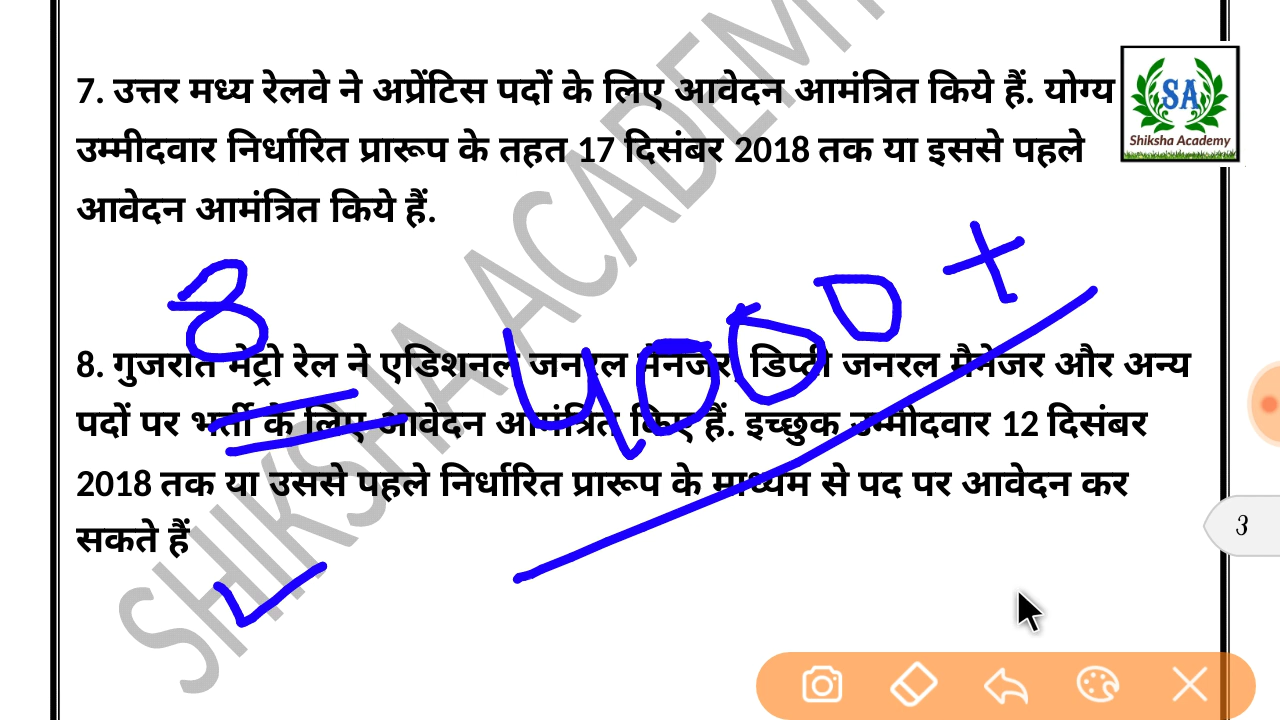 7. उत्तर मध्य रेलवे ने अप्रेंटिस पदों के लिए आवेदन आमंत्रित किये हैं. योग्य
उम्मीदवार निर्धारित प्रारूप के तहत 17 दिसंबर 2018 तक या इससे पहले
आवेदन आमंत्रित किये हैं.
SA
Shiksha Academy
8
4000+
8. गुजरात मेट्रो रेल ने एडिशनल जनरल मैनेजर, डिप्टी जनरल मैनेजर और अन्य
पदों पर भर्ती के लिए आवेदन आमंत्रित किए हैं. इच्छुक उम्मीदवार 12 दिसंबर
2018 तक या उससे पहले निर्धारित प्रारूप के माध्यम से पद पर आवेदन कर
सकते हैं
3
SHIKSHA ACADEMY